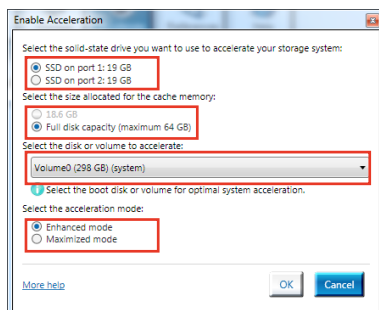 Enable Acceleration
Select the solid-state drive you want to use to accelerate your storage system:
SSD on port 1: 19 GB
SSD on port 2: 19 GB
Select the size allocated for the cache memory:
18.6 GB
Full disk capacity (maximum 64 GB)
Select the disk or volume to accelerate:
Volume0 (298 GB) (system)
Select the boot disk or volume for optimal system acceleration.
Select the acceleration mode:
Enhanced mode
Maximized mode
More help OK Cancel